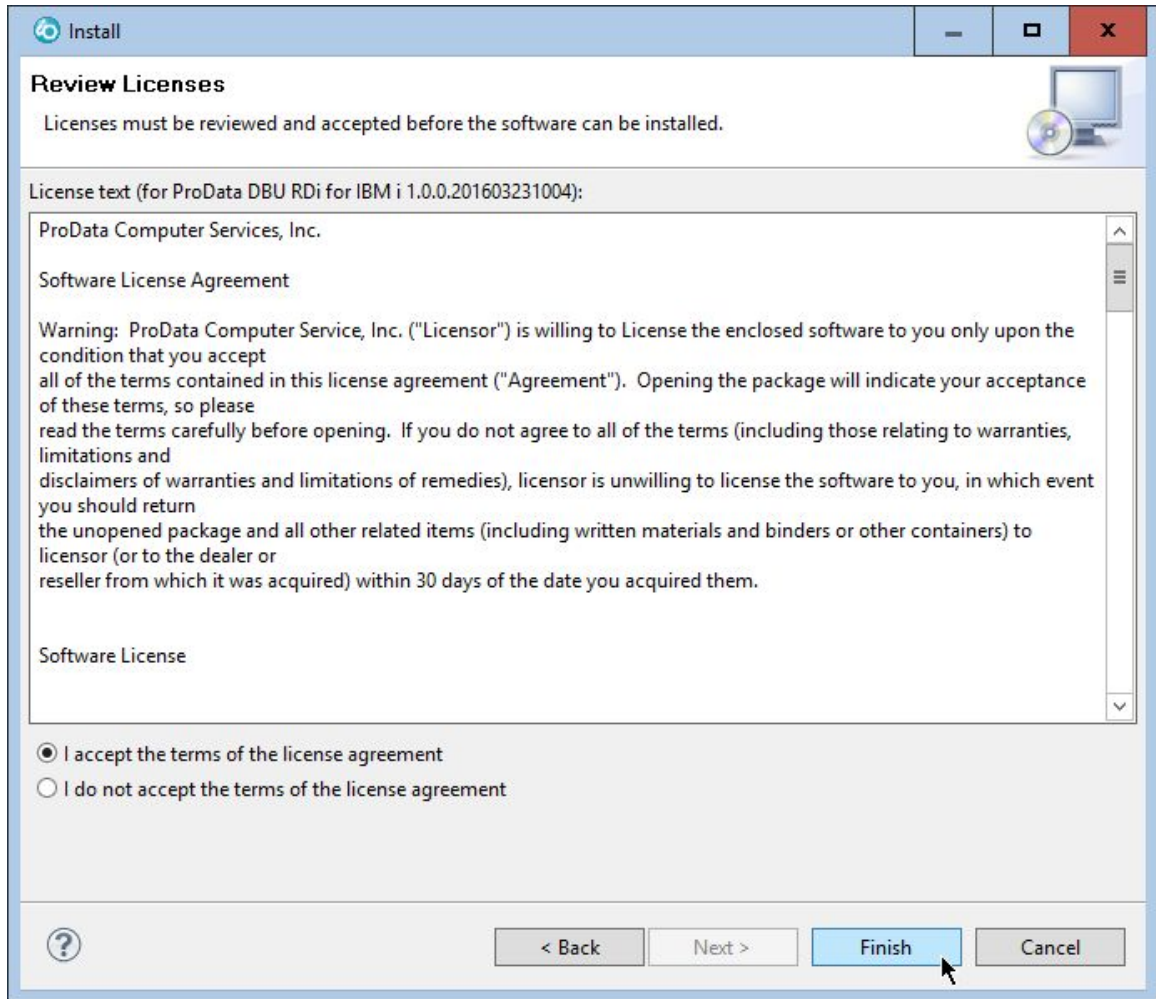 Install
Review Licenses
Licenses must be reviewed and accepted before the software can be installed.
License text (for ProData DBU RDi for IBM i 1.0.0.201603231004):
ProData Computer Services, Inc.
Software License Agreement
Warning:  ProData Computer Service, Inc. ("Licensor") is willing to License the enclosed software to you only upon the
condition that you accept
all of the terms contained in this license agreement ("Agreement").  Opening the package will indicate your acceptance
of these terms, so please
read the terms carefully before opening.  If you do not agree to all of the terms (including those relating to warranties,
limitations and
disclaimers of warranties and limitations of remedies), licensor is unwilling to license the software to you, in which event
you should return
the unopened package and all other related items (including written materials and binders or other containers) to
licensor (or to the dealer or
reseller from which it was acquired) within 30 days of the date you acquired them.
Software License
I accept the terms of the license agreement
I do not accept the terms of the license agreement
? < Back Next > Finish Cancel